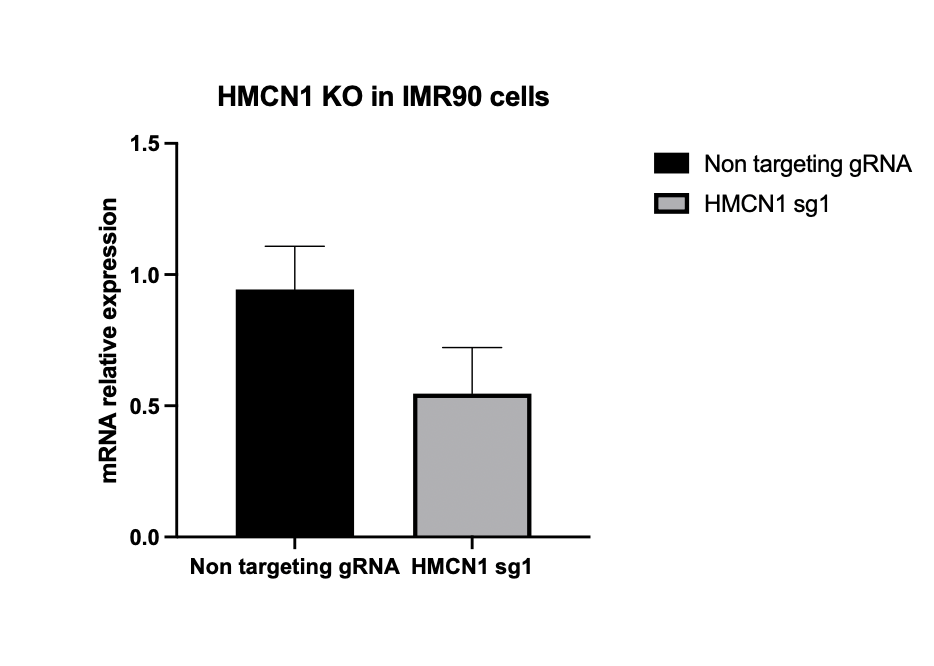 HMCN1 KO in IMR90 cells
1.5
1.0
0.5
0.0
mRNA relative expression
Non targeting gRNA
HMCN1 sg1
Non targeting gRNA
HMCN1 sg1